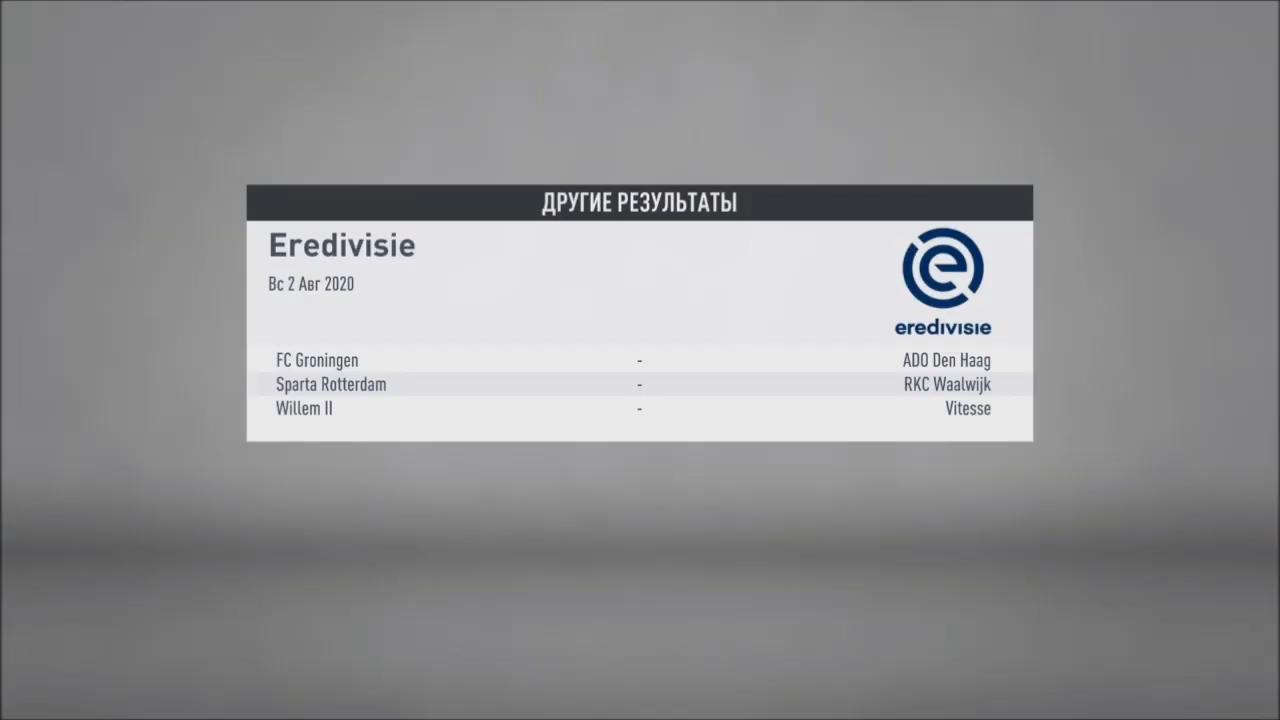 ДРУГИЕ РЕЗУЛЬТАТЫ
Eredivisie
Вс 2 Авг 2020
eredivisie
FC Groningen - ADO Den Haag
Sparta Rotterdam - RKC Waalwijk
Willem II - Vitesse